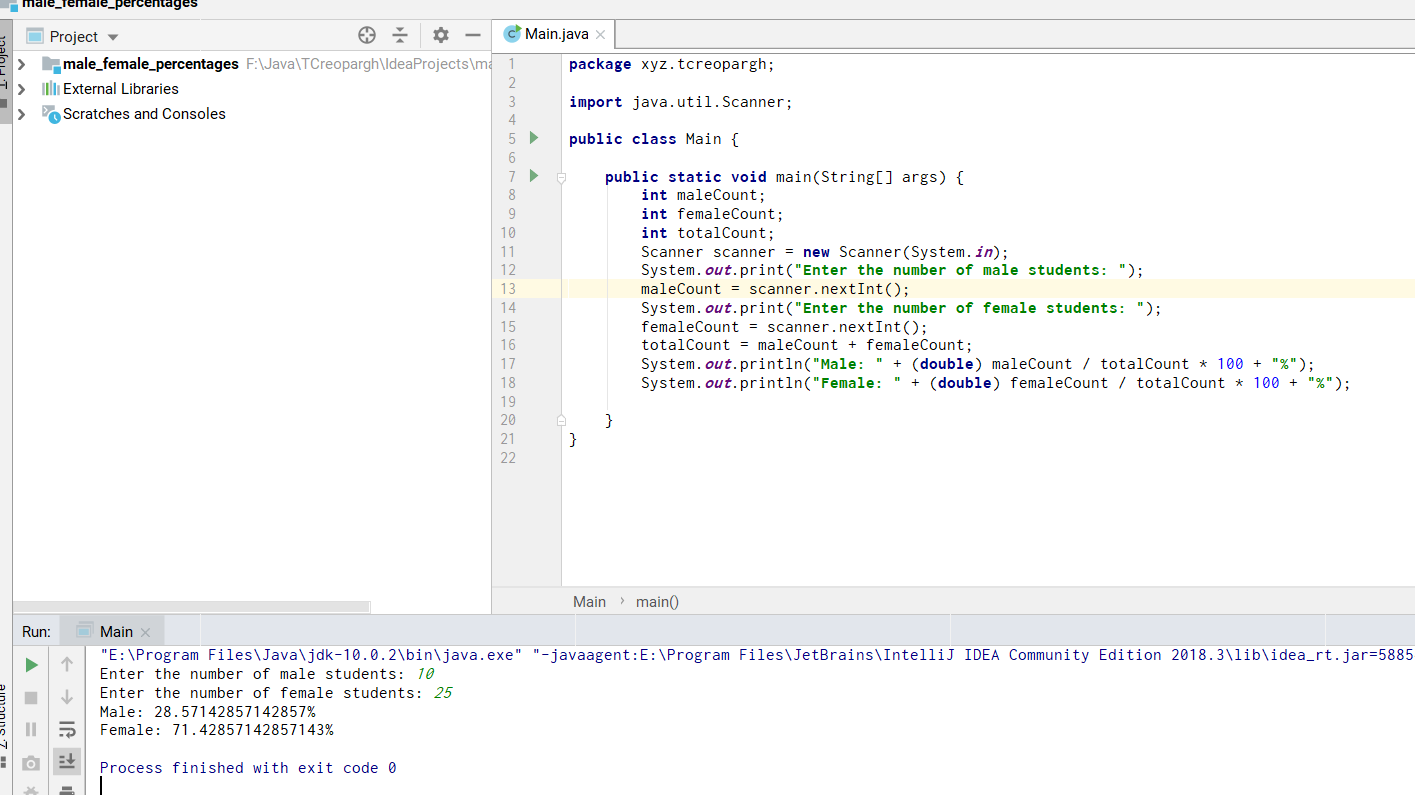 male_female_percentages
Project
Main.java
1: Project
male_female_percentages F:\Java\TCreopargh\IdeaProjects\ma
External Libraries
Scratches and Consoles
1 package xyz.tcreopargh;
2
3 import java.util.Scanner;
4
5 public class Main {
6
7 public static void main(String[] args) {
8 int maleCount;
9 int femaleCount;
10 int totalCount;
11 Scanner scanner = new Scanner(System.in);
12 System.out.print("Enter the number of male students: ");
13 maleCount = scanner.nextInt();
14 System.out.print("Enter the number of female students: ");
15 femaleCount = scanner.nextInt();
16 totalCount = maleCount + femaleCount;
17 System.out.println("Male: " + (double) maleCount / totalCount * 100 + "%");
18 System.out.println("Female: " + (double) femaleCount / totalCount * 100 + "%");
19
20 }
21 }
22
Main › main()
Run: Main
"E:\Program Files\Java\jdk-10.0.2\bin\java.exe" "-javaagent:E:\Program Files\JetBrains\IntelliJ IDEA Community Edition 2018.3\lib\idea_rt.jar=5885
Enter the number of male students: 10
Enter the number of female students: 25
Male: 28.57142857142857%
Female: 71.42857142857143%
Process finished with exit code 0
Z: Structure